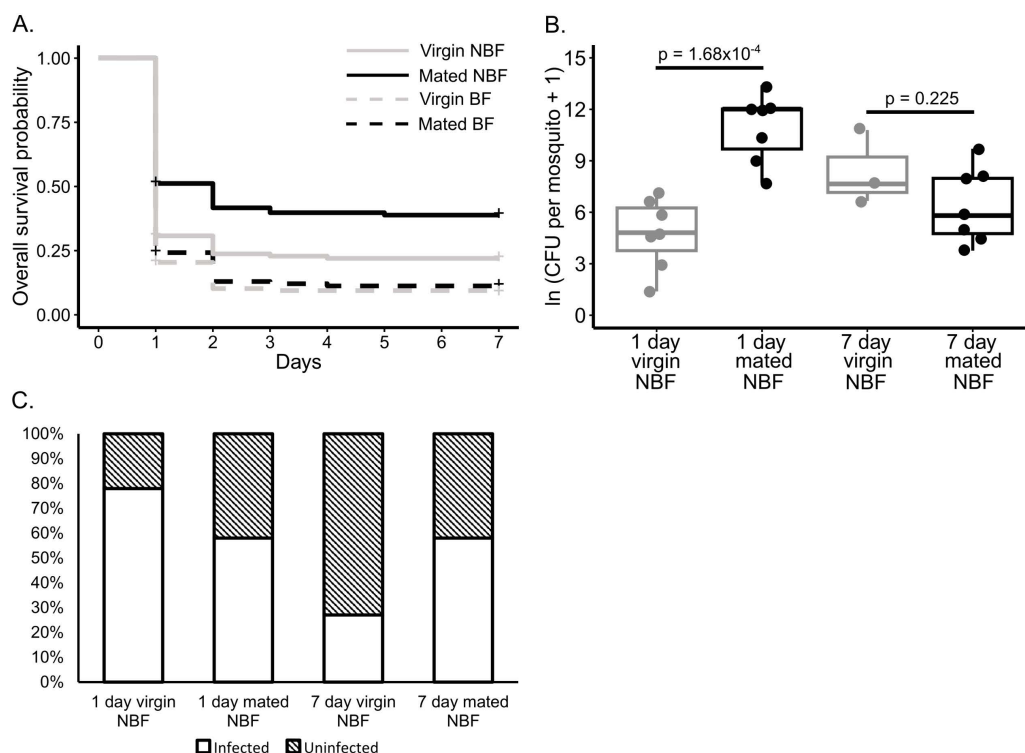 A.
Overall survival probability
1.00
0.75
0.50
0.25
0.00
0 1 2 3 4 5 6 7
Days
Virgin NBF
Mated NBF
Virgin BF
Mated BF
B.
ln (CFU per mosquito + 1)
15
12
9
6
3
0
p = 1.68x10⁻⁴
p = 0.225
1 day virgin NBF
1 day mated NBF
7 day virgin NBF
7 day mated NBF
C.
100%
90%
80%
70%
60%
50%
40%
30%
20%
10%
0%
1 day virgin NBF
1 day mated NBF
7 day virgin NBF
7 day mated NBF
Infected Uninfected